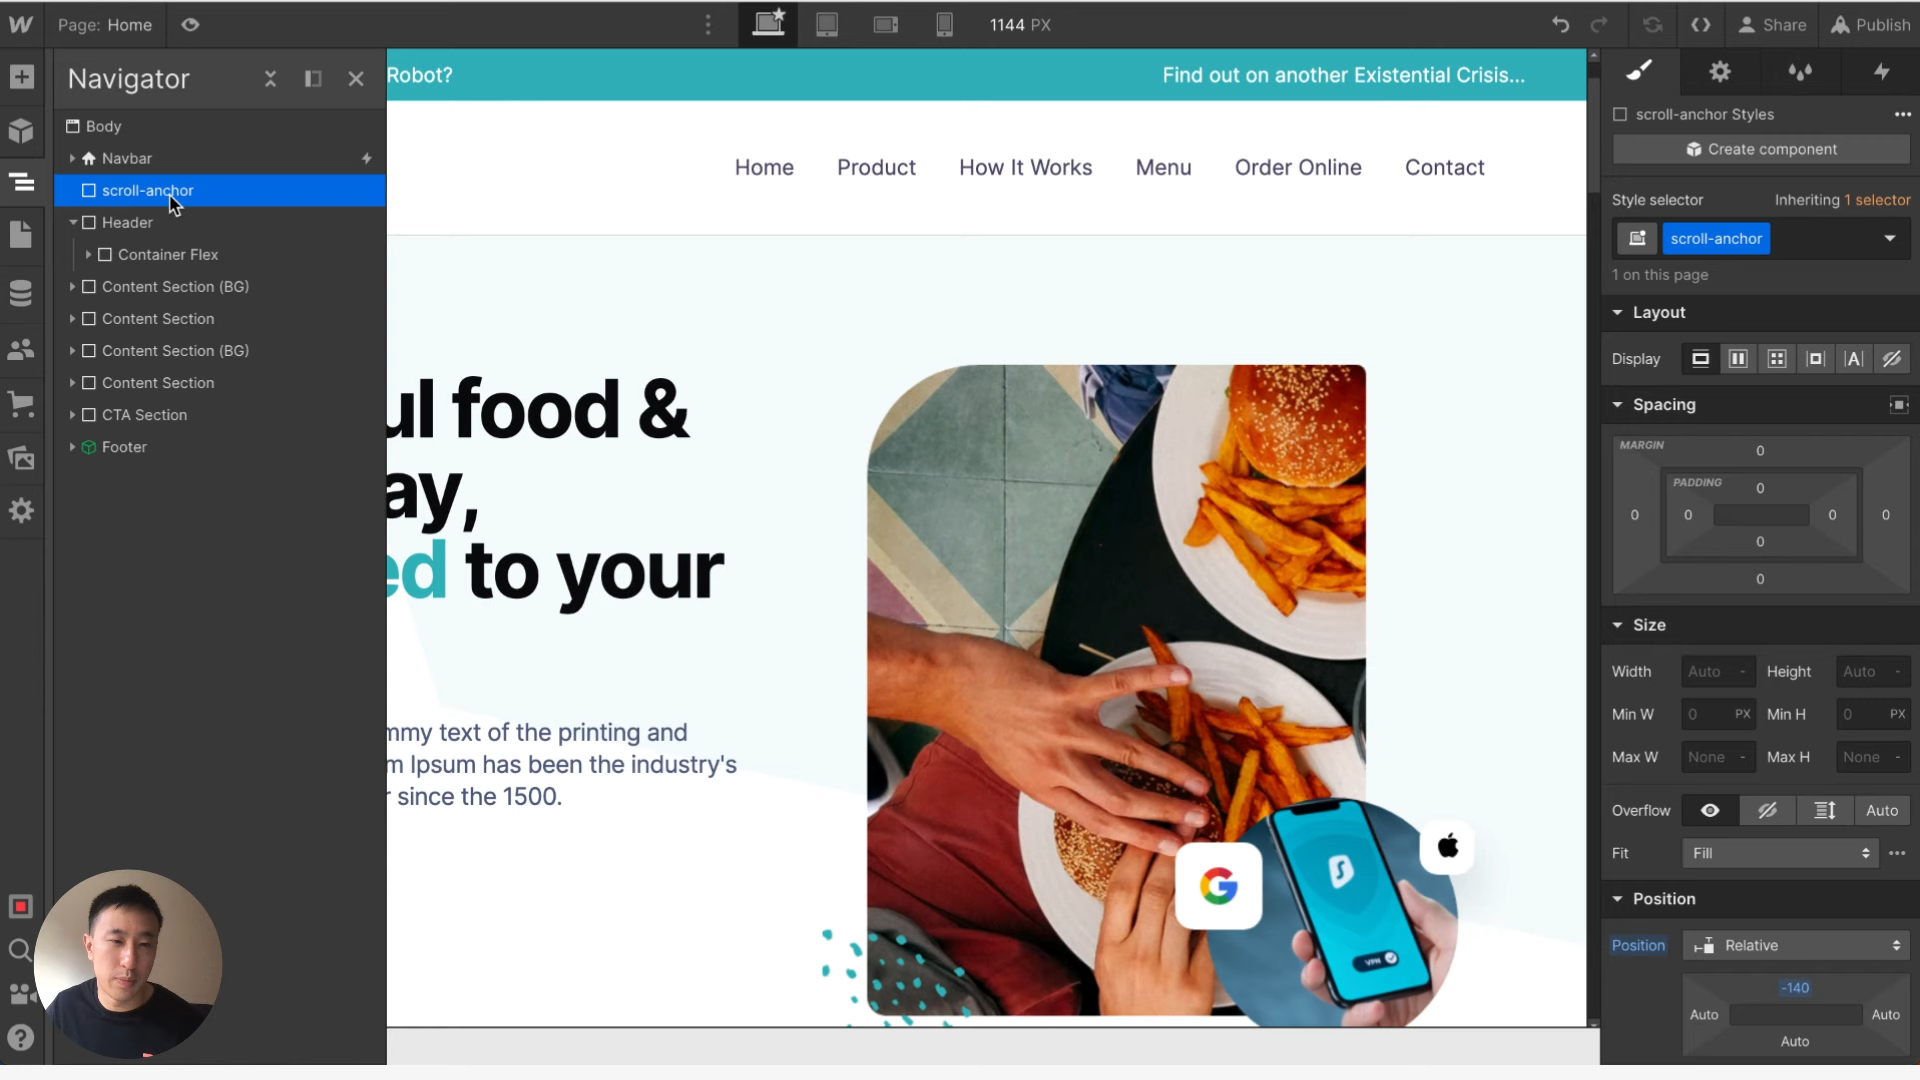 Page: Home
1144 PX
Share
Publish
Navigator
Body
Navbar
scroll-anchor
Header
Container Flex
Content Section (BG)
Content Section
Content Section (BG)
Content Section
CTA Section
Footer
Robot?
Find out on another Existential Crisis...
Home
Product
How It Works
Menu
Order Online
Contact
ul food &
ay,
ed to your
mmy text of the printing and
m Ipsum has been the industry's
r since the 1500.
VPN
scroll-anchor Styles
Create component
Style selector
Inheriting 1 selector
scroll-anchor
1 on this page
Layout
Display
Spacing
MARGIN
0
PADDING
0
0
0
0
0
0
0
Size
Width
Auto -
Height
Auto -
Min W
0 PX
Min H
0 PX
Max W
None -
Max H
None -
Overflow
Auto
Fit
Fill
Position
Position
Relative
-140
Auto
Auto
Auto